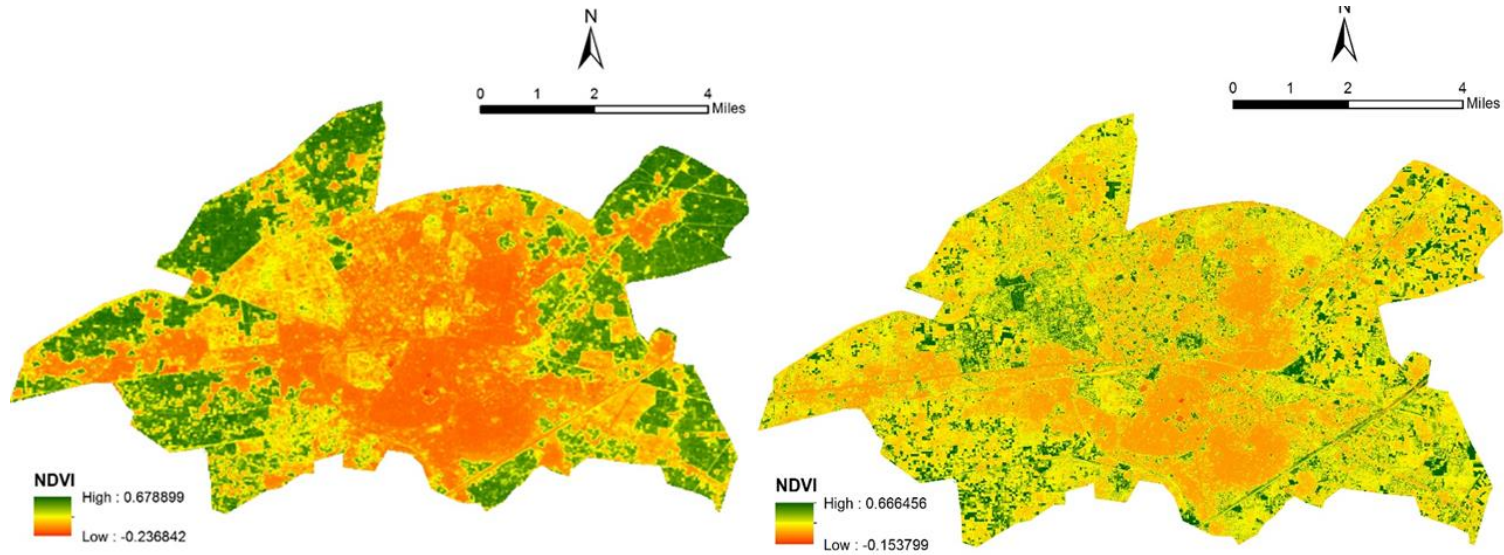 N
0 1 2 4
Miles
NDVI
High : 0.678899
Low : -0.236842
N
0 1 2 4
Miles
NDVI
High : 0.666456
Low : -0.153799